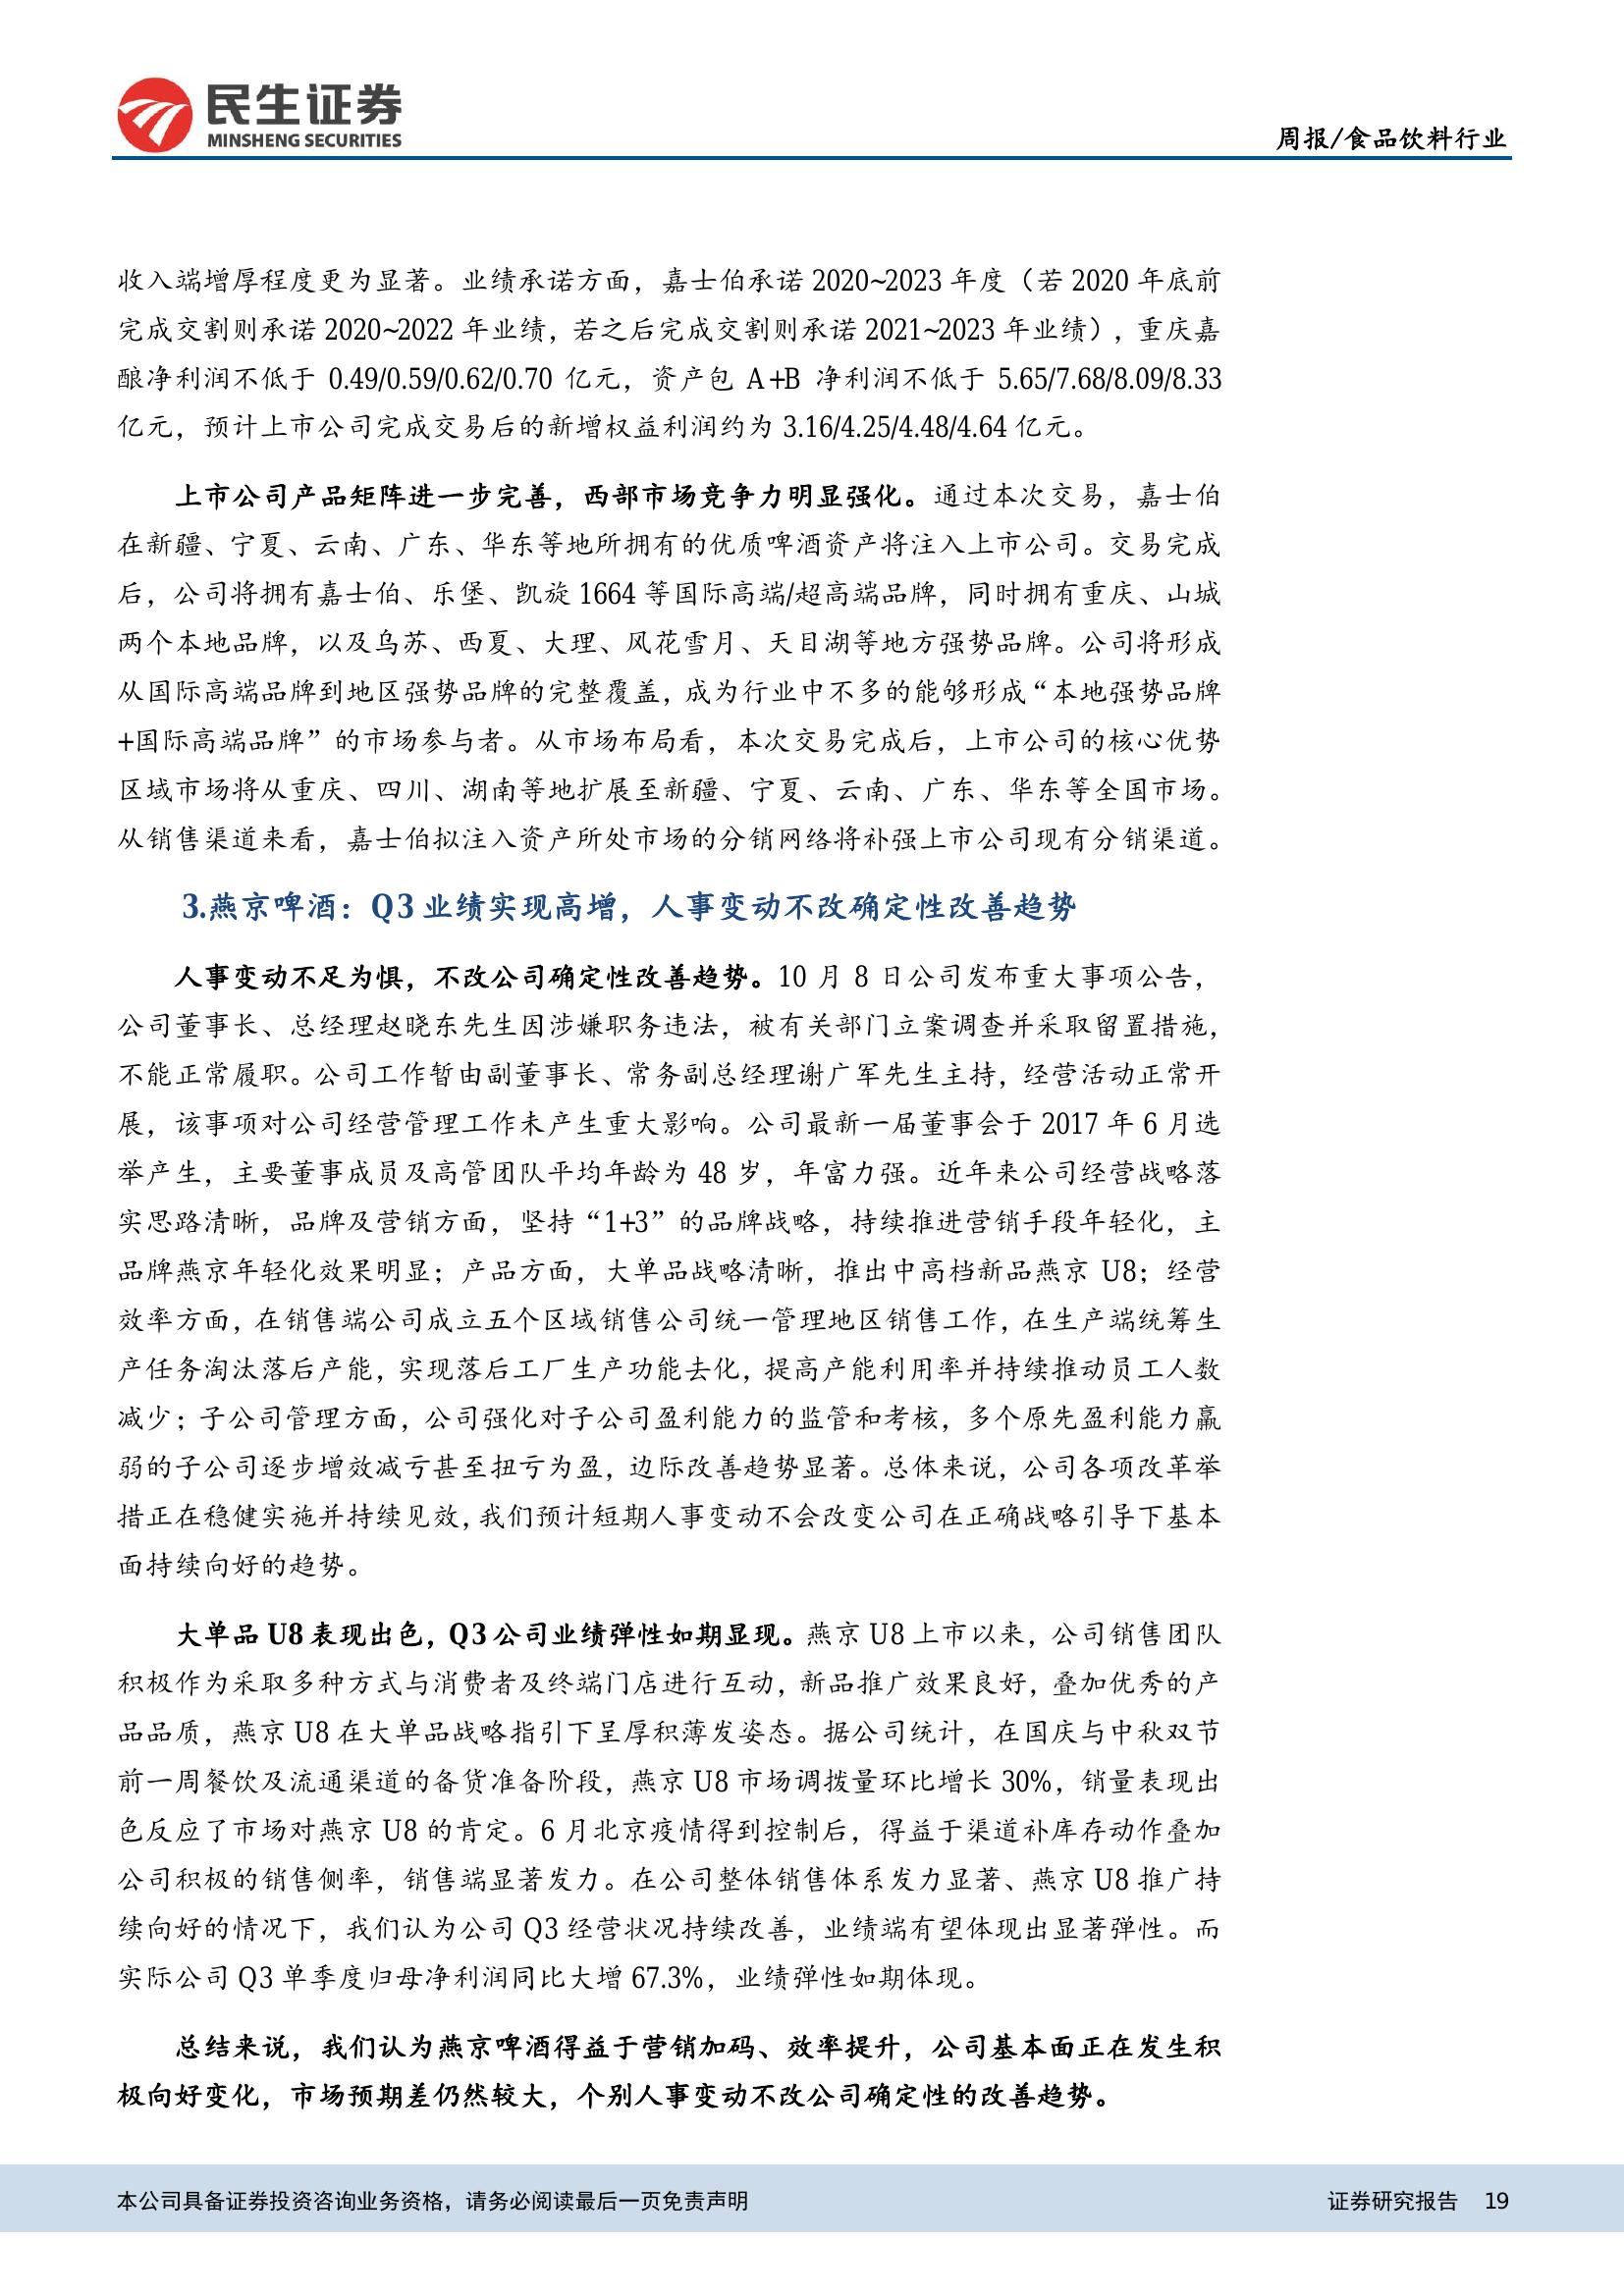 民生证券
MINSHENG SECURITIES
周报/食品饮料行业
收入端增厚程度更为显著。业绩承诺方面，嘉士伯承诺 2020~2023 年度（若 2020 年底前
完成交割则承诺 2020~2022 年业绩，若之后完成交割则承诺 2021~2023 年业绩），重庆嘉
酿净利润不低于 0.49/0.59/0.62/0.70 亿元，资产包 A+B 净利润不低于 5.65/7.68/8.09/8.33
亿元，预计上市公司完成交易后的新增权益利润约为 3.16/4.25/4.48/4.64 亿元。
上市公司产品矩阵进一步完善，西部市场竞争力明显强化。通过本次交易，嘉士伯
在新疆、宁夏、云南、广东、华东等地所拥有的优质啤酒资产将注入上市公司。交易完成
后，公司将拥有嘉士伯、乐堡、凯旋 1664 等国际高端/超高端品牌，同时拥有重庆、山城
两个本地品牌，以及乌苏、西夏、大理、风花雪月、天目湖等地方强势品牌。公司将形成
从国际高端品牌到地区强势品牌的完整覆盖，成为行业中不多的能够形成“本地强势品牌
+国际高端品牌”的市场参与者。从市场布局看，本次交易完成后，上市公司的核心优势
区域市场将从重庆、四川、湖南等地扩展至新疆、宁夏、云南、广东、华东等全国市场。
从销售渠道来看，嘉士伯拟注入资产所处市场的分销网络将补强上市公司现有分销渠道。
3.燕京啤酒：Q3 业绩实现高增，人事变动不改确定性改善趋势
人事变动不足为惧，不改公司确定性改善趋势。10 月 8 日公司发布重大事项公告，
公司董事长、总经理赵晓东先生因涉嫌职务违法，被有关部门立案调查并采取留置措施，
不能正常履职。公司工作暂由副董事长、常务副总经理谢广军先生主持，经营活动正常开
展，该事项对公司经营管理工作未产生重大影响。公司最新一届董事会于 2017 年 6 月选
举产生，主要董事成员及高管团队平均年龄为 48 岁，年富力强。近年来公司经营战略落
实思路清晰，品牌及营销方面，坚持“1+3”的品牌战略，持续推进营销手段年轻化，主
品牌燕京年轻化效果明显；产品方面，大单品战略清晰，推出中高档新品燕京 U8；经营
效率方面，在销售端公司成立五个区域销售公司统一管理地区销售工作，在生产端统筹生
产任务淘汰落后产能，实现落后工厂生产功能去化，提高产能利用率并持续推动员工人数
减少；子公司管理方面，公司强化对子公司盈利能力的监管和考核，多个原先盈利能力羸
弱的子公司逐步增效减亏甚至扭亏为盈，边际改善趋势显著。总体来说，公司各项改革举
措正在稳健实施并持续见效，我们预计短期人事变动不会改变公司在正确战略引导下基本
面持续向好的趋势。
大单品 U8 表现出色，Q3 公司业绩弹性如期显现。燕京 U8 上市以来，公司销售团队
积极作为采取多种方式与消费者及终端门店进行互动，新品推广效果良好，叠加优秀的产
品品质，燕京 U8 在大单品战略指引下呈厚积薄发姿态。据公司统计，在国庆与中秋双节
前一周餐饮及流通渠道的备货准备阶段，燕京 U8 市场调拨量环比增长 30%，销量表现出
色反应了市场对燕京 U8 的肯定。6 月北京疫情得到控制后，得益于渠道补库存动作叠加
公司积极的销售侧率，销售端显著发力。在公司整体销售体系发力显著、燕京 U8 推广持
续向好的情况下，我们认为公司 Q3 经营状况持续改善，业绩端有望体现出显著弹性。而
实际公司 Q3 单季度归母净利润同比大增 67.3%，业绩弹性如期体现。
总结来说，我们认为燕京啤酒得益于营销加码、效率提升，公司基本面正在发生积
极向好变化，市场预期差仍然较大，个别人事变动不改公司确定性的改善趋势。
本公司具备证券投资咨询业务资格，请务必阅读最后一页免责声明
证券研究报告 19